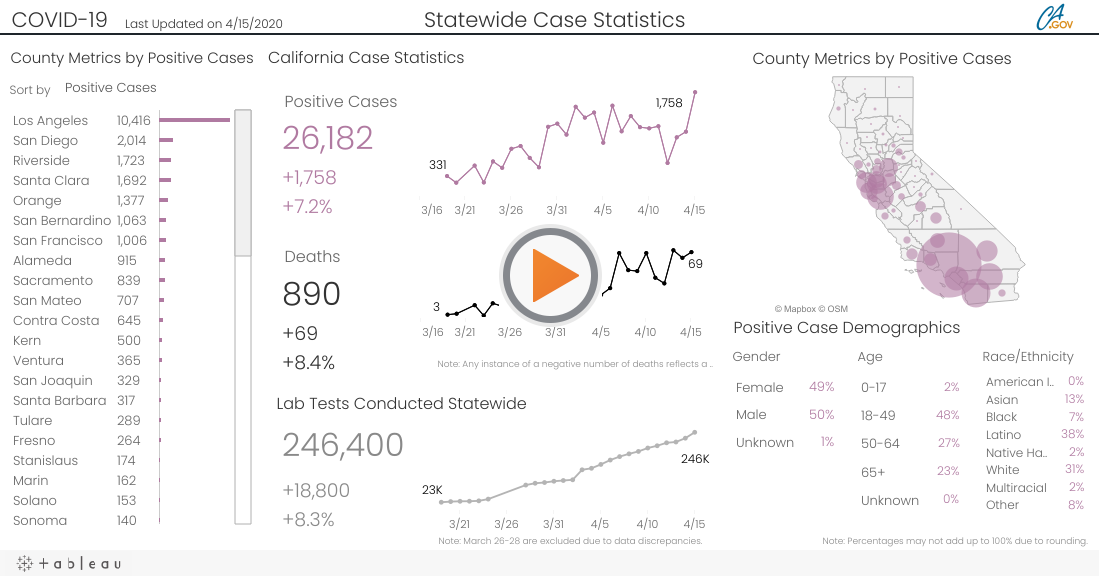 COVID-19 Last Updated on 4/15/2020
Statewide Case Statistics
CA.GOV
County Metrics by Positive Cases
Sort by Positive Cases
Los Angeles 10,416
San Diego 2,014
Riverside 1,723
Santa Clara 1,692
Orange 1,377
San Bernardino 1,063
San Francisco 1,006
Alameda 915
Sacramento 839
San Mateo 707
Contra Costa 645
Kern 500
Ventura 365
San Joaquin 329
Santa Barbara 317
Tulare 289
Fresno 264
Stanislaus 174
Marin 162
Solano 153
Sonoma 140
California Case Statistics
Positive Cases
26,182
+1,758
+7.2%
331
1,758
3/16 3/21 3/26 3/31 4/5 4/10 4/15
Deaths
890
+69
+8.4%
3
69
3/16 3/21 3/26 3/31 4/5 4/10 4/15
Note: Any instance of a negative number of deaths reflects a ..
Lab Tests Conducted Statewide
246,400
+18,800
+8.3%
23K
246K
3/21 3/26 3/31 4/5 4/10 4/15
Note: March 26-28 are excluded due to data discrepancies.
County Metrics by Positive Cases
© Mapbox © OSM
Positive Case Demographics
Gender
Female 49%
Male 50%
Unknown 1%
Age
0-17 2%
18-49 48%
50-64 27%
65+ 23%
Unknown 0%
Race/Ethnicity
American I.. 0%
Asian 13%
Black 7%
Latino 38%
Native Ha.. 2%
White 31%
Multiracial 2%
Other 8%
Note: Percentages may not add up to 100% due to rounding.
+ableau